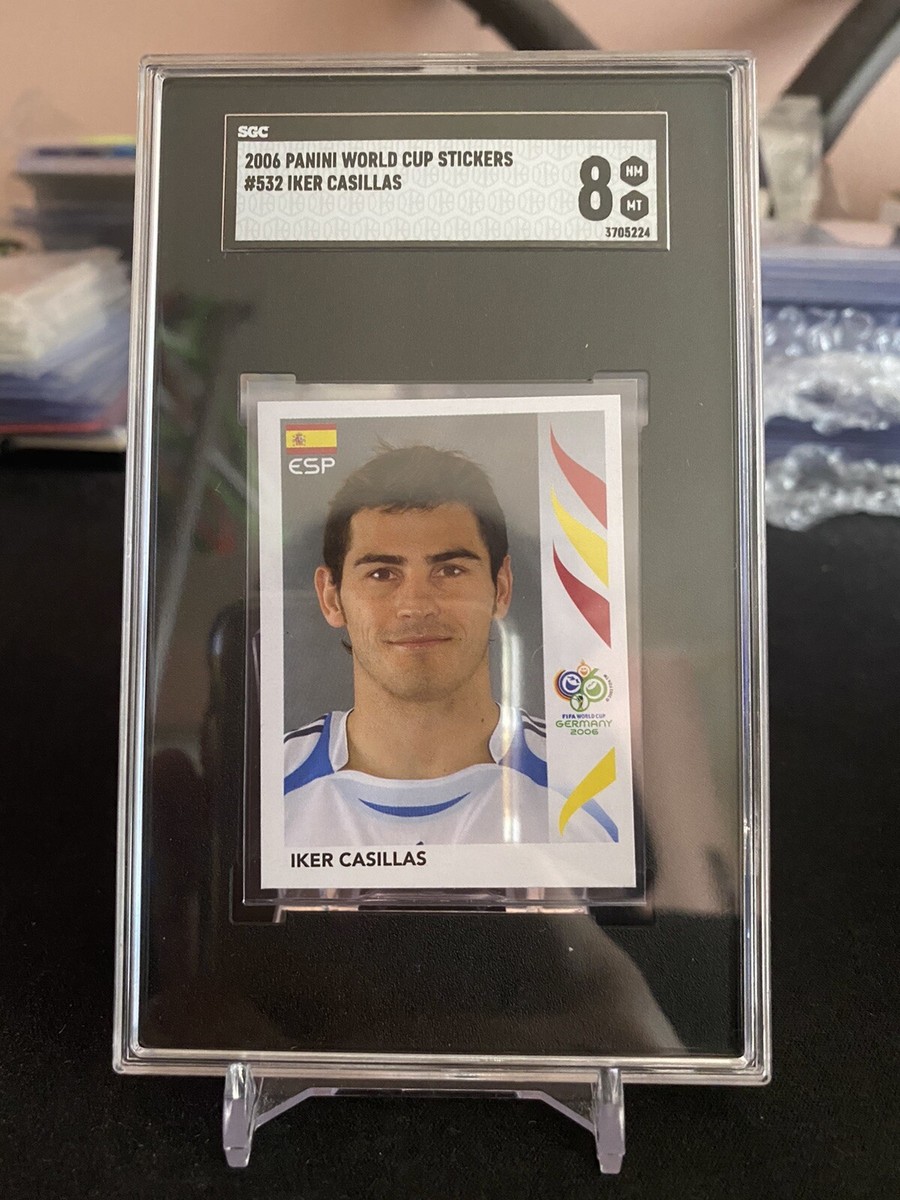 SGC
2006 PANINI WORLD CUP STICKERS
#532 IKER CASILLAS
8
NM
MT
3705224
ESP
FIFA WORLD CUP
GERMANY
2006
IKER CASILLAS